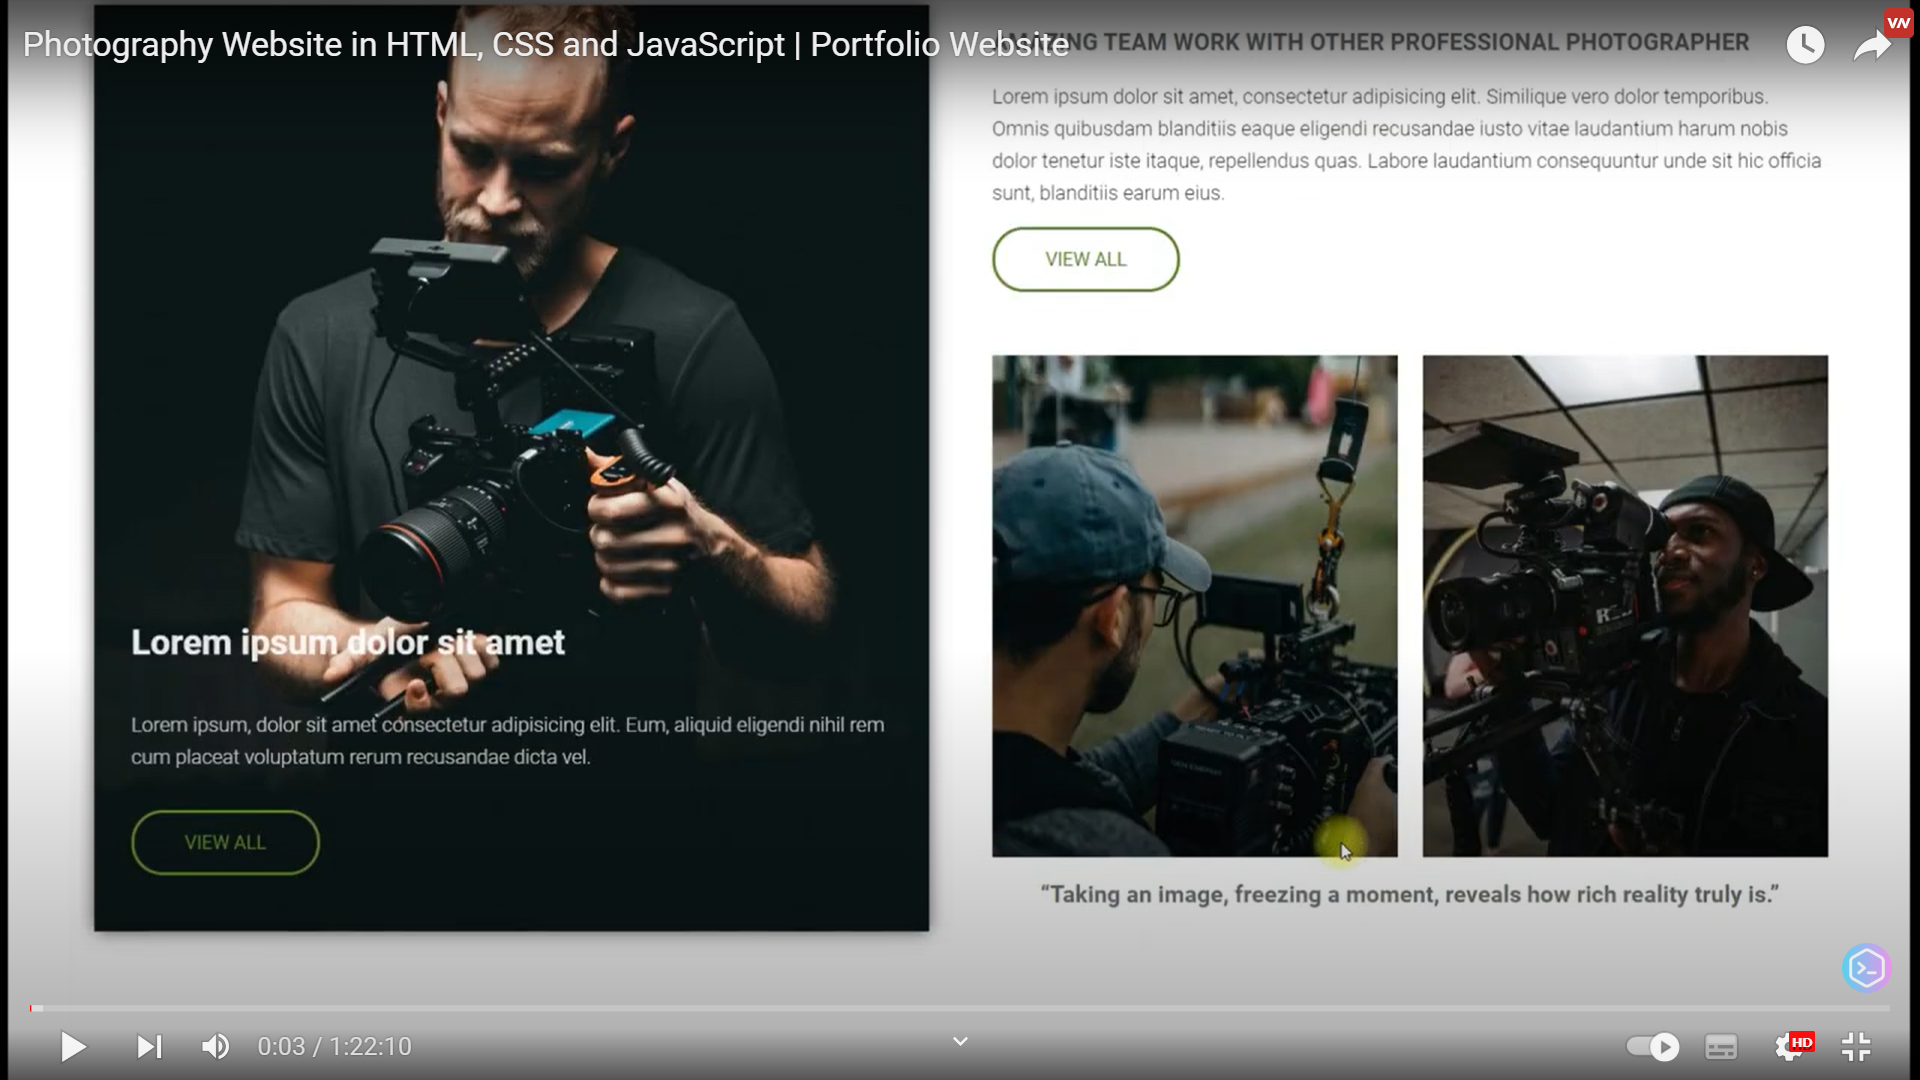 Photography Website in HTML, CSS and JavaScript | Portfolio Website
TEAM WORK WITH OTHER PROFESSIONAL PHOTOGRAPHER
Lorem ipsum dolor sit amet, consectetur adipisicing elit. Similique vero dolor temporibus.
Omnis quibusdam blanditiis eaque eligendi recusandae iusto vitae laudantium harum nobis
dolor tenetur iste itaque, repellendus quas. Labore laudantium consequuntur unde sit hic officia
sunt, blanditiis earum eius.
VIEW ALL
Lorem ipsum dolor sit amet
Lorem ipsum, dolor sit amet consectetur adipisicing elit. Eum, aliquid eligendi nihil rem
cum placeat voluptatum rerum recusandae dicta vel.
VIEW ALL
“Taking an image, freezing a moment, reveals how rich reality truly is.”
0:03 / 1:22:10
HD